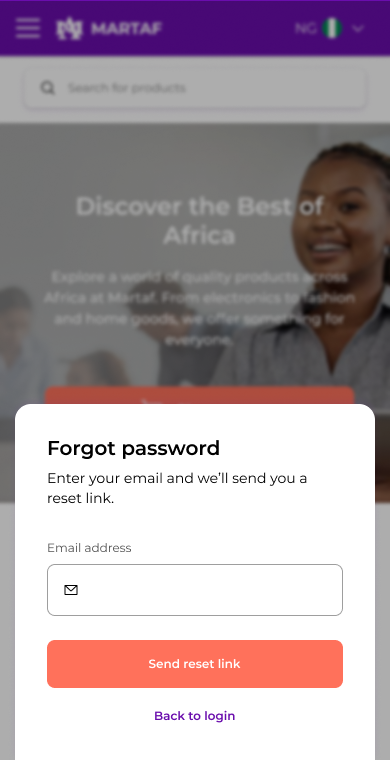 MARTAF
NG
Search for products
Discover the Best of
Africa
Explore a world of quality products across
Africa at Martaf. From electronics to fashion
and home goods, we offer something for
everyone.
Forgot password
Enter your email and we’ll send you a
reset link.
Email address
Send reset link
Back to login